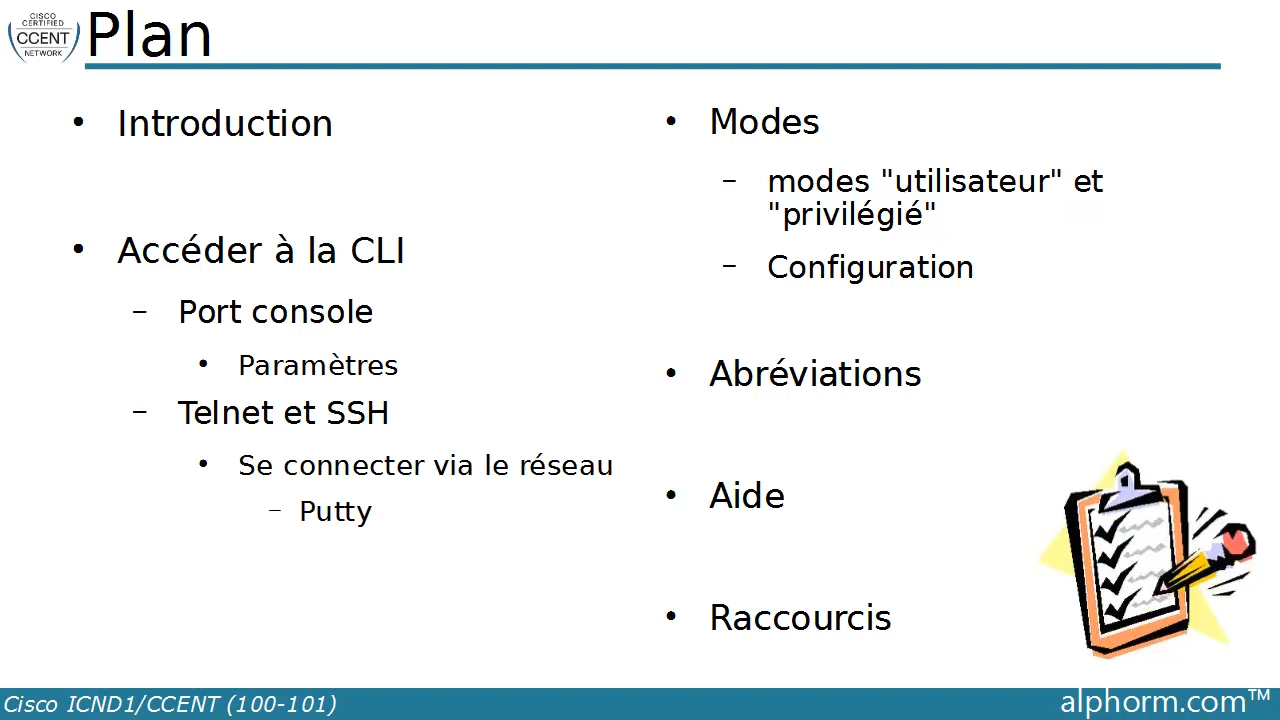 CISCO
CERTIFIED
CCENT
NETWORK
Plan
• Introduction
• Accéder à la CLI
– Port console
• Paramètres
– Telnet et SSH
• Se connecter via le réseau
– Putty
• Modes
– modes "utilisateur" et
"privilégié"
– Configuration
• Abréviations
• Aide
• Raccourcis
Cisco ICND1/CCENT (100-101)
alphorm.com™